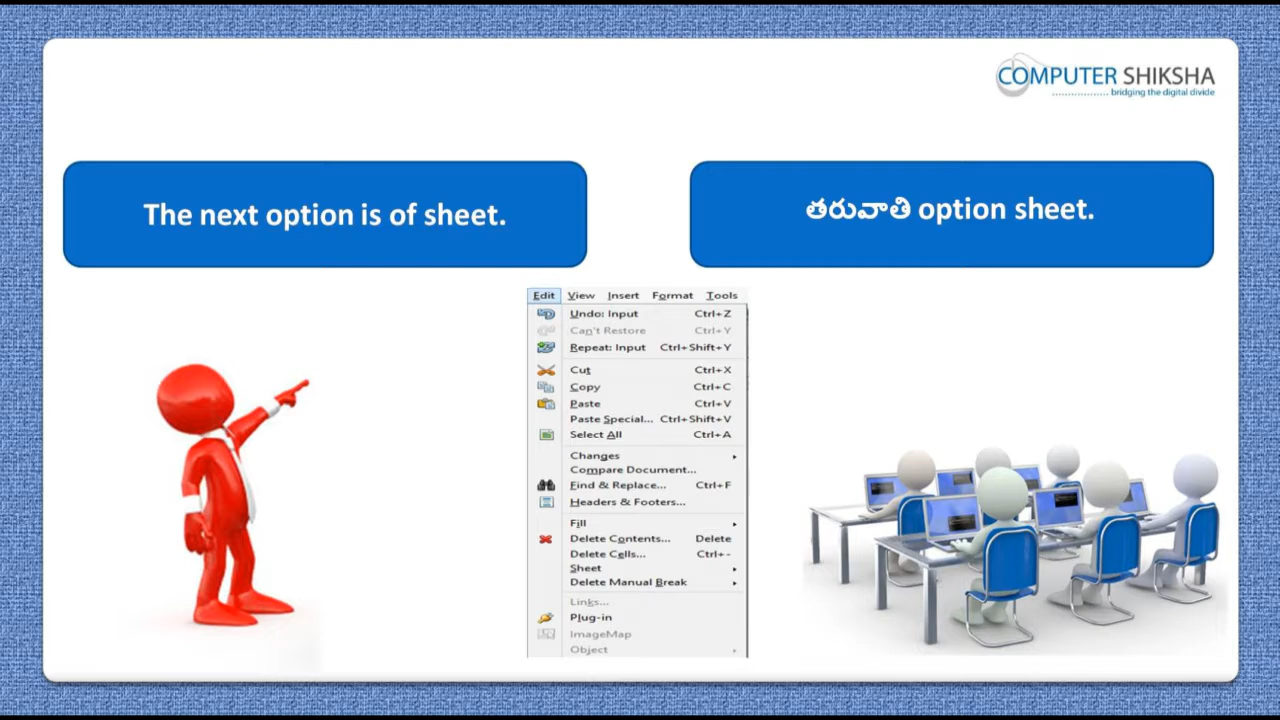 COMPUTER SHIKSHA
.................. bridging the digital divide
The next option is of sheet.
తరువాతి option sheet.
Edit View Insert Format Tools
Undo: Input Ctrl+Z
Can't Restore Ctrl+Y
Repeat: Input Ctrl+Shift+Y
Cut Ctrl+X
Copy Ctrl+C
Paste Ctrl+V
Paste Special... Ctrl+Shift+V
Select All Ctrl+A
Changes
Compare Document...
Find & Replace... Ctrl+F
Headers & Footers...
Fill
Delete Contents... Delete
Delete Cells... Ctrl+-
Sheet
Delete Manual Break
Links...
Plug-in
ImageMap
Object